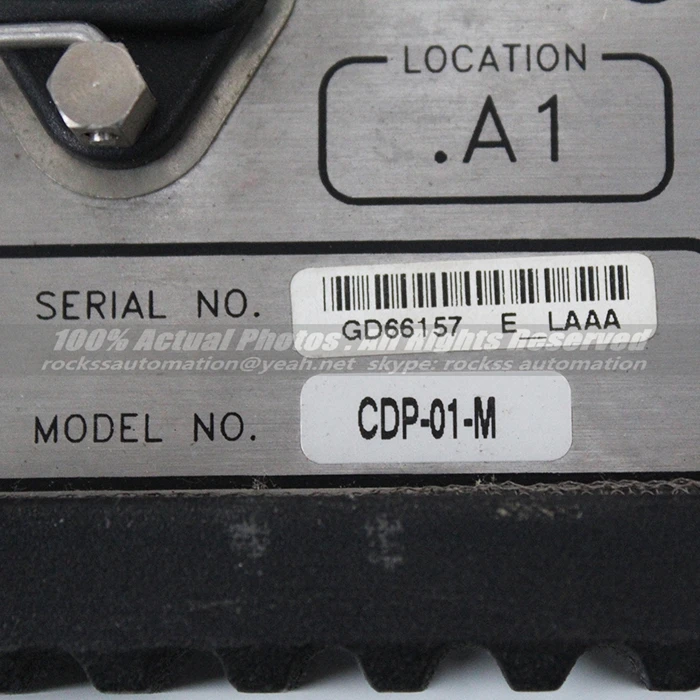 LOCATION
.A1
SERIAL NO.
GD66157 E_LAAA
100% Actual Photos . All Rights Reserved
rockssautomation@yeah.net skype: rockss automation
MODEL NO. CDP-01-M